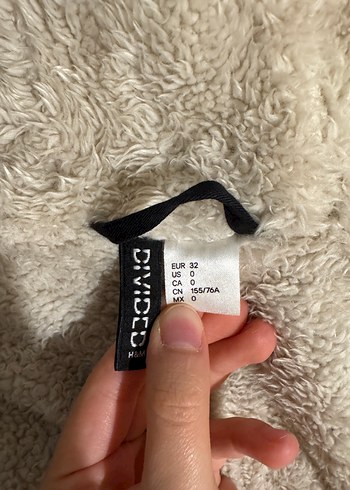 DIVIDED
H&M
EUR 32
US 0
CA 0
CN 155/76A
MX 0